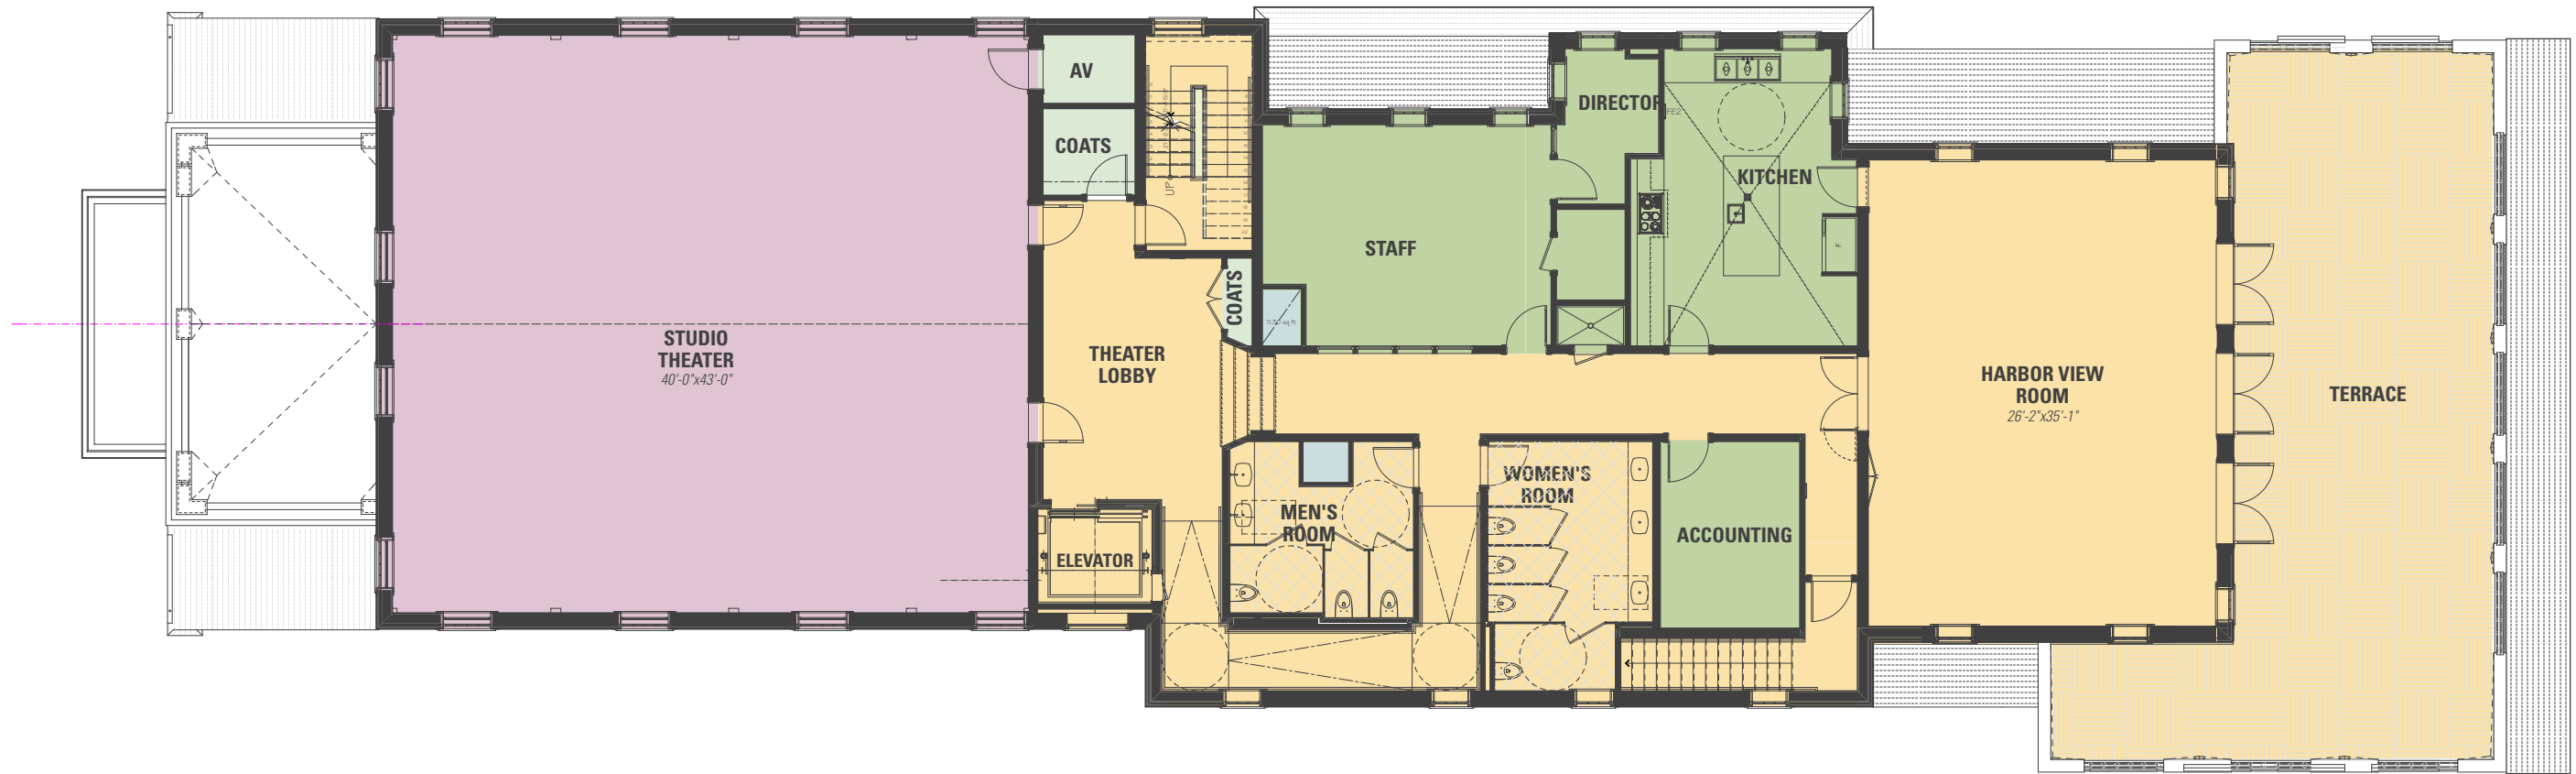 AV
COATS
UP
DIRECTOR
FE2
KITCHEN
STAFF
F
COATS
STUDIO
THEATER
40'-0"x43'-0"
THEATER
LOBBY
HARBOR VIEW
ROOM
26'-2"x35'-1"
TERRACE
MEN'S
ROOM
WOMEN'S
ROOM
ACCOUNTING
ELEVATOR